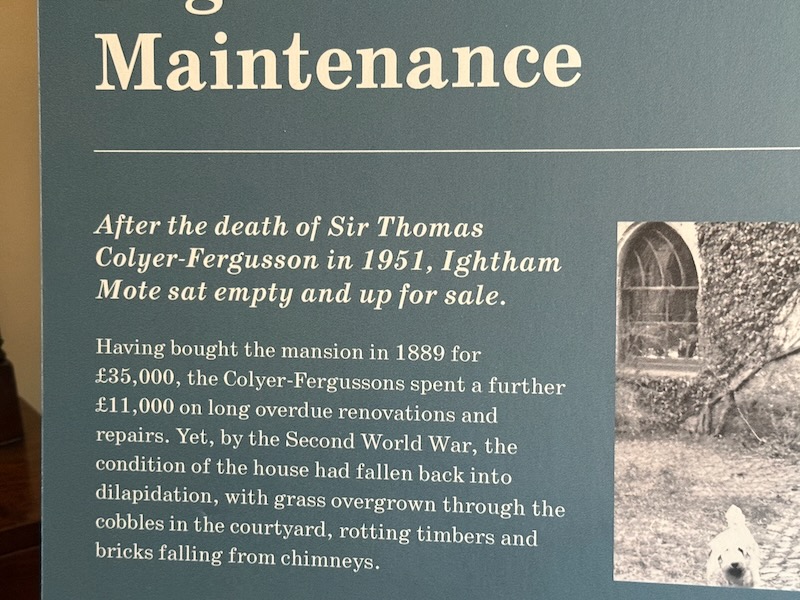 Maintenance
After the death of Sir Thomas
Colyer-Fergusson in 1951, Ightham
Mote sat empty and up for sale.
Having bought the mansion in 1889 for
£35,000, the Colyer-Fergussons spent a further
£11,000 on long overdue renovations and
repairs. Yet, by the Second World War, the
condition of the house had fallen back into
dilapidation, with grass overgrown through the
cobbles in the courtyard, rotting timbers and
bricks falling from chimneys.